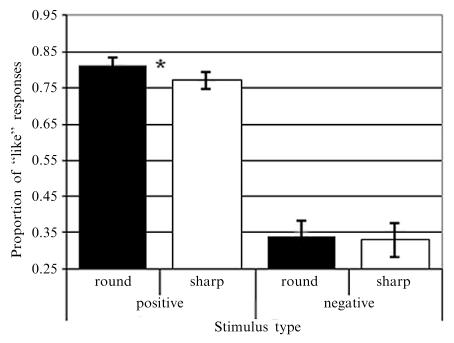 Proportion of “like” responses
0.95
0.85
0.75
0.65
0.55
0.45
0.35
0.25
*
round sharp round sharp
positive negative
Stimulus type